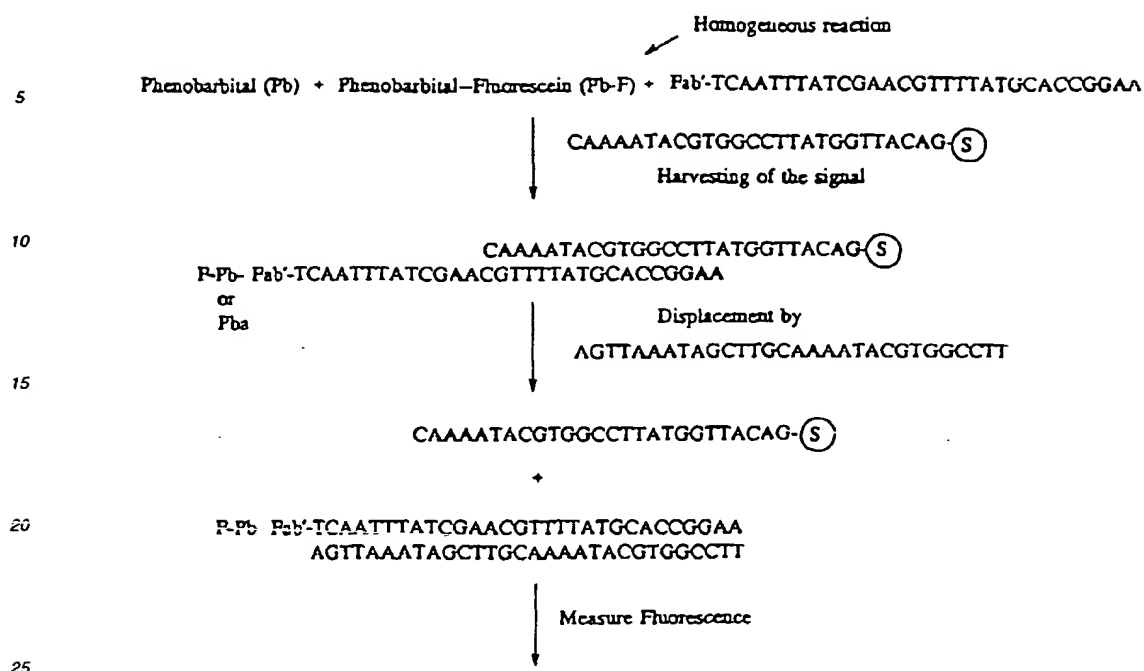 Homogeneous reaction
5
Phenobarbital (Pb) + Phenobarbital-Fluorescein (Pb-F) + Fab'-TCAATTTATCGAACGTTTTATGCACCGGAA
CAAAATACGTGGCCTTATGGTTACAG-S
Harvesting of the signal
10
CAAAATACGTGGCCTTATGGTTACAG-S
F-Pb- Fab'-TCAATTTATCGAACGTTTTATGCACCGGAA
or
Pba
Displacement by
AGTTAAATAGCTTGCAAAATACGTGGCCTT
15
CAAAATACGTGGCCTTATGGTTACAG-S
+
20
F-Pb Fab'-TCAATTTATCGAACGTTTTATGCACCGGAA
AGTTAAATAGCTTGCAAAATACGTGGCCTT
Measure Fluorescence
25